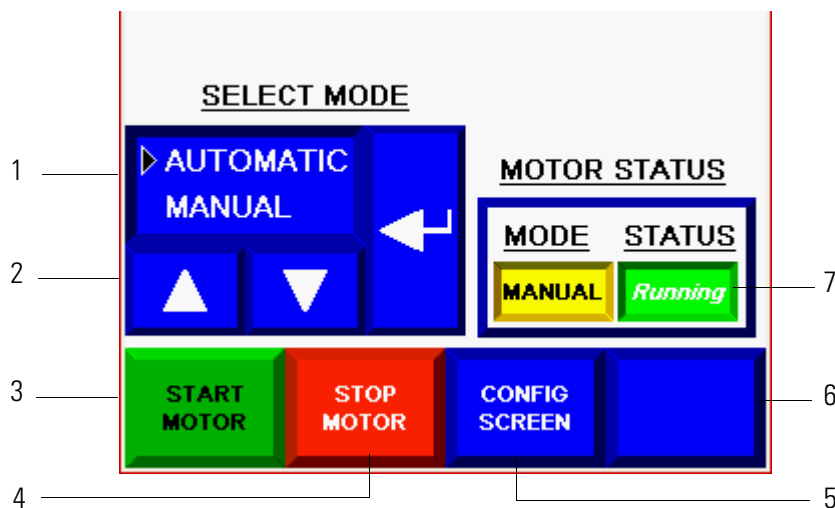 SELECT MODE
AUTOMATIC
MANUAL
MOTOR STATUS
MODE STATUS
MANUAL Running
START
MOTOR
STOP
MOTOR
CONFIG
SCREEN
1
2
3
4
5
6
7